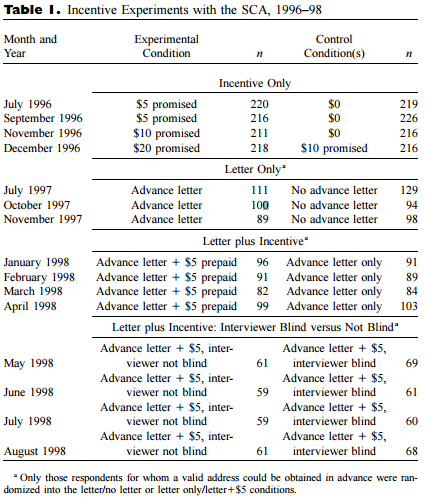 Table 1. Incentive Experiments with the SCA, 1996–98
Month and Year Experimental Condition n Control Condition(s) n
Incentive Only
July 1996 $5 promised 220 $0 219
September 1996 $5 promised 216 $0 226
November 1996 $10 promised 211 $0 216
December 1996 $20 promised 218 $10 promised 216
Letter Only^a
July 1997 Advance letter 111 No advance letter 129
October 1997 Advance letter 100 No advance letter 94
November 1997 Advance letter 89 No advance letter 98
Letter plus Incentive^a
January 1998 Advance letter + $5 prepaid 96 Advance letter only 91
February 1998 Advance letter + $5 prepaid 91 Advance letter only 89
March 1998 Advance letter + $5 prepaid 82 Advance letter only 84
April 1998 Advance letter + $5 prepaid 99 Advance letter only 103
Letter plus Incentive: Interviewer Blind versus Not Blind^a
Advance letter + $5, inter- Advance letter + $5,
May 1998 viewer not blind 61 interviewer blind 69
Advance letter + $5, inter- Advance letter + $5,
June 1998 viewer not blind 59 interviewer blind 61
Advance letter + $5, inter- Advance letter + $5,
July 1998 viewer not blind 59 interviewer blind 60
Advance letter + $5, inter- Advance letter + $5,
August 1998 viewer not blind 61 interviewer blind 68
^a Only those respondents for whom a valid address could be obtained in advance were ran-
domized into the letter/no letter or letter only/letter+$5 conditions.